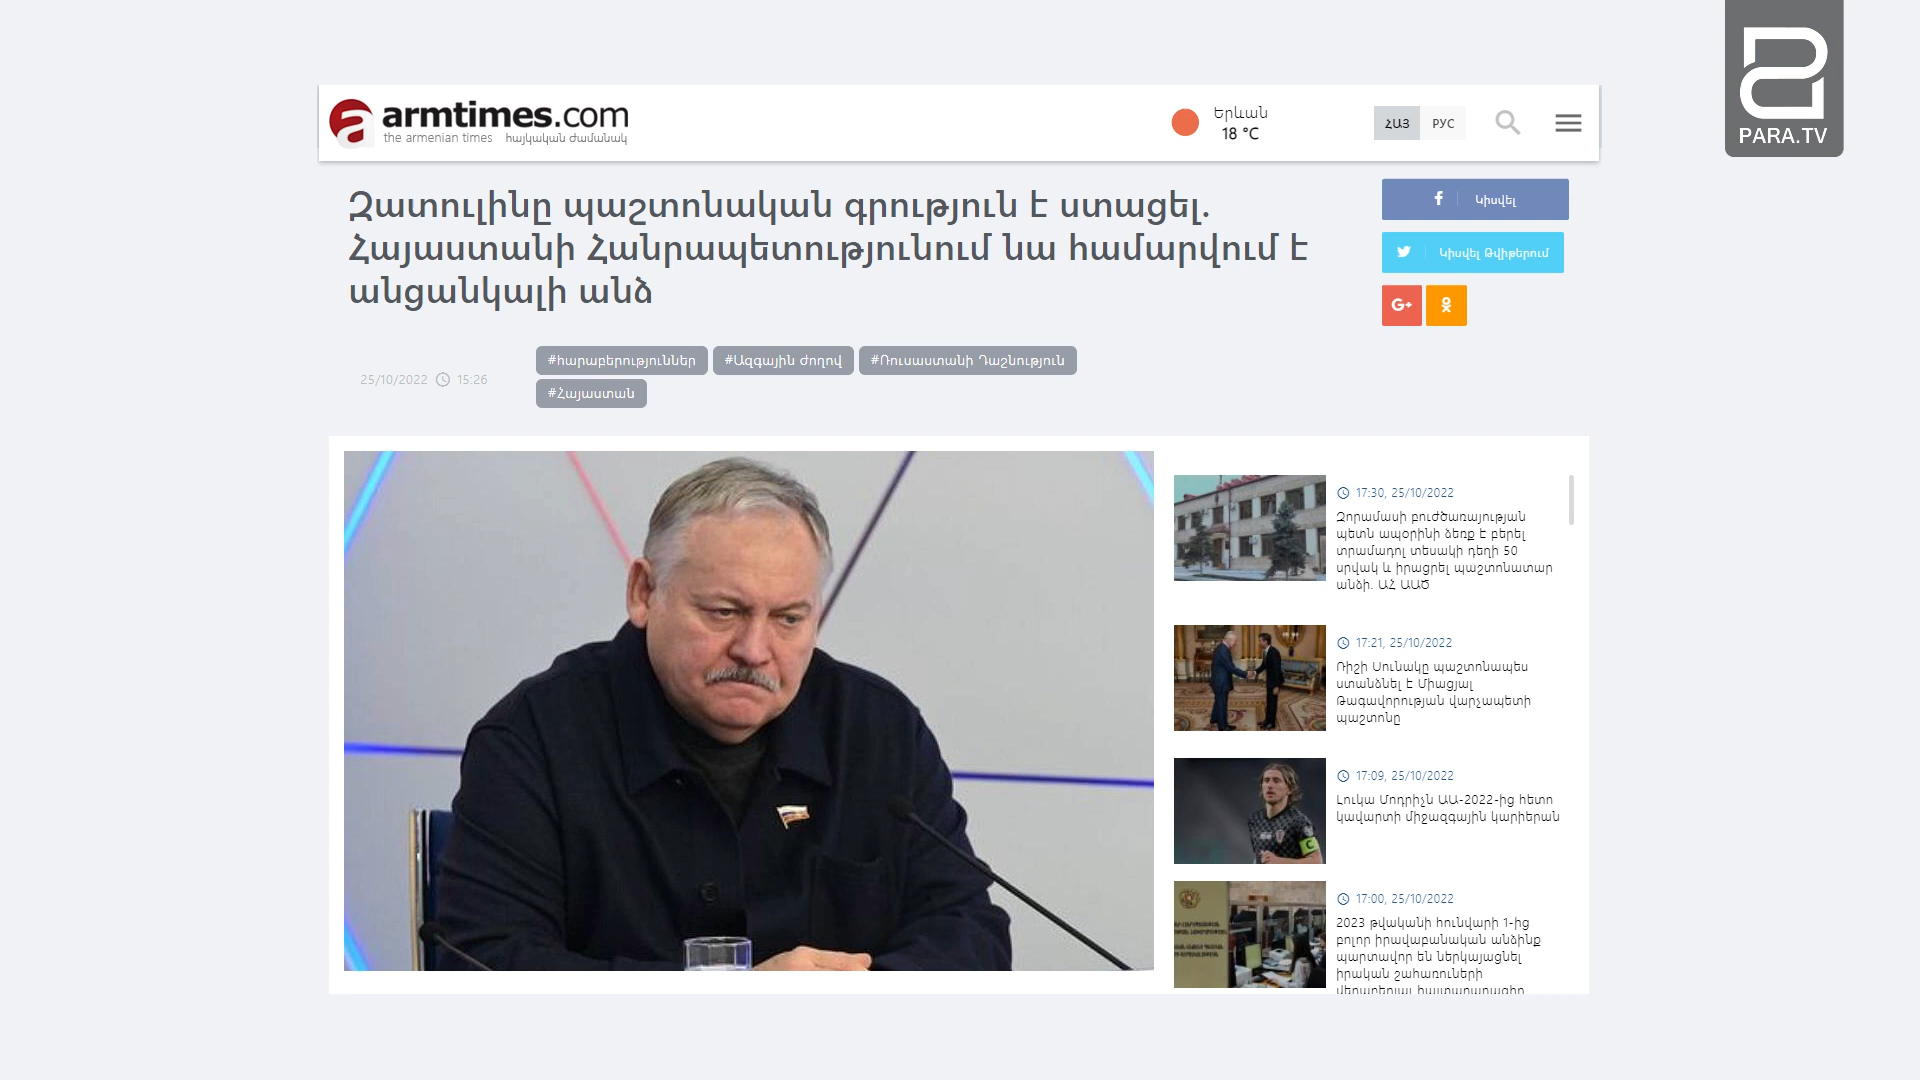 PARA.TV
armtimes.com
the armenian times հայկական ժամանակ
Երևան
18 °C
ՀԱՅ
РУС
Զատուլինը պաշտոնական գրություն է ստացել.
Հայաստանի Հանրապետությունում նա համարվում է
անցանկալի անձ
Կիսվել
Կիսվել Թվիթերում
G+
25/10/2022 15:26
#հարաբերություններ #Ազգային ժողով #Ռուսաստանի Դաշնություն
#Հայաստան
17:30, 25/10/2022
Զորամասի բուժծառայության
պետն ապօրինի ձեռք է բերել
տրամադոլ տեսակի դեղի 50
սրվակ և իրացրել պաշտոնատար
անձի. ԱՀ ԱԱԾ
17:21, 25/10/2022
Ռիշի Սունակը պաշտոնապես
ստանձնել է Միացյալ
Թագավորության վարչապետի
պաշտոնը
17:09, 25/10/2022
Լուկա Մոդրիչն ԱԱ-2022-ից հետո
կավարտի միջազգային կարիերան
C
17:00, 25/10/2022
2023 թվականի հունվարի 1-ից
բոլոր իրավաբանական անձինք
պարտավոր են ներկայացնել
իրական շահառուների
վերաբերյալ հայտարարագիր